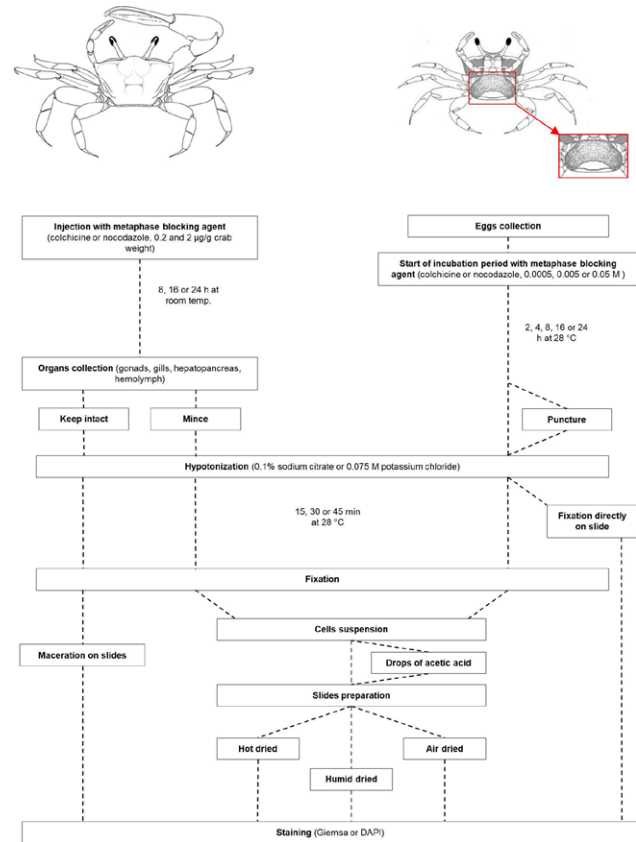 Injection with metaphase blocking agent
(colchicine or nocodazole, 0.2 and 2 µg/g crab
weight)
Eggs collection
Start of incubation period with metaphase blocking
agent (colchicine or nocodazole, 0.0005, 0.005 or 0.05 M )
8, 16 or 24 h at
room temp.
2, 4, 8, 16 or 24
h at 28 °C
Organs collection (gonads, gills, hepatopancreas,
hemolymph)
Keep intact
Mince
Puncture
Hypotonization (0.1% sodium citrate or 0.075 M potassium chloride)
15, 30 or 45 min
at 28 °C
Fixation directly
on slide
Fixation
Cells suspension
Maceration on slides
Drops of acetic acid
Slides preparation
Hot dried
Air dried
Humid dried
Staining (Giemsa or DAPI)